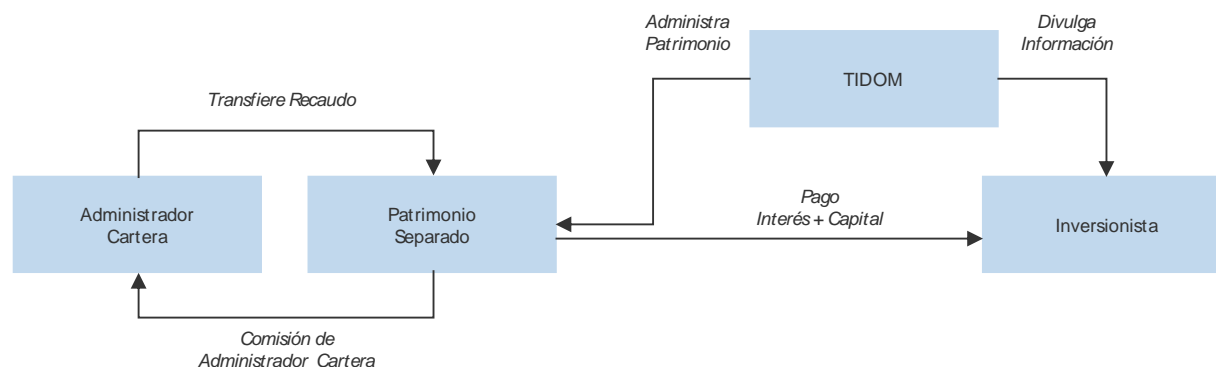 Administra
Patrimonio
Divulga
Información
TIDOM
Transfiere Recaudo
Administrador
Cartera
Patrimonio
Separado
Pago
Interés + Capital
Inversionista
Comisión de
Administrador Cartera